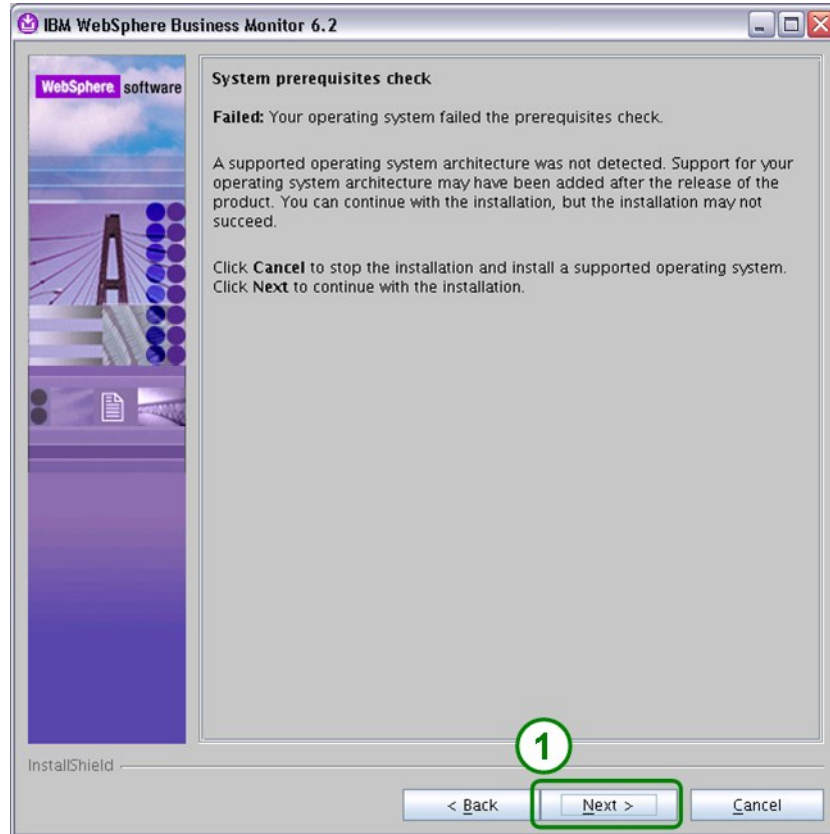 IBM WebSphere Business Monitor 6.2
WebSphere software
System prerequisites check
Failed: Your operating system failed the prerequisites check.
A supported operating system architecture was not detected. Support for your
operating system architecture may have been added after the release of the
product. You can continue with the installation, but the installation may not
succeed.
Click Cancel to stop the installation and install a supported operating system.
Click Next to continue with the installation.
1
InstallShield
< Back
Next >
Cancel